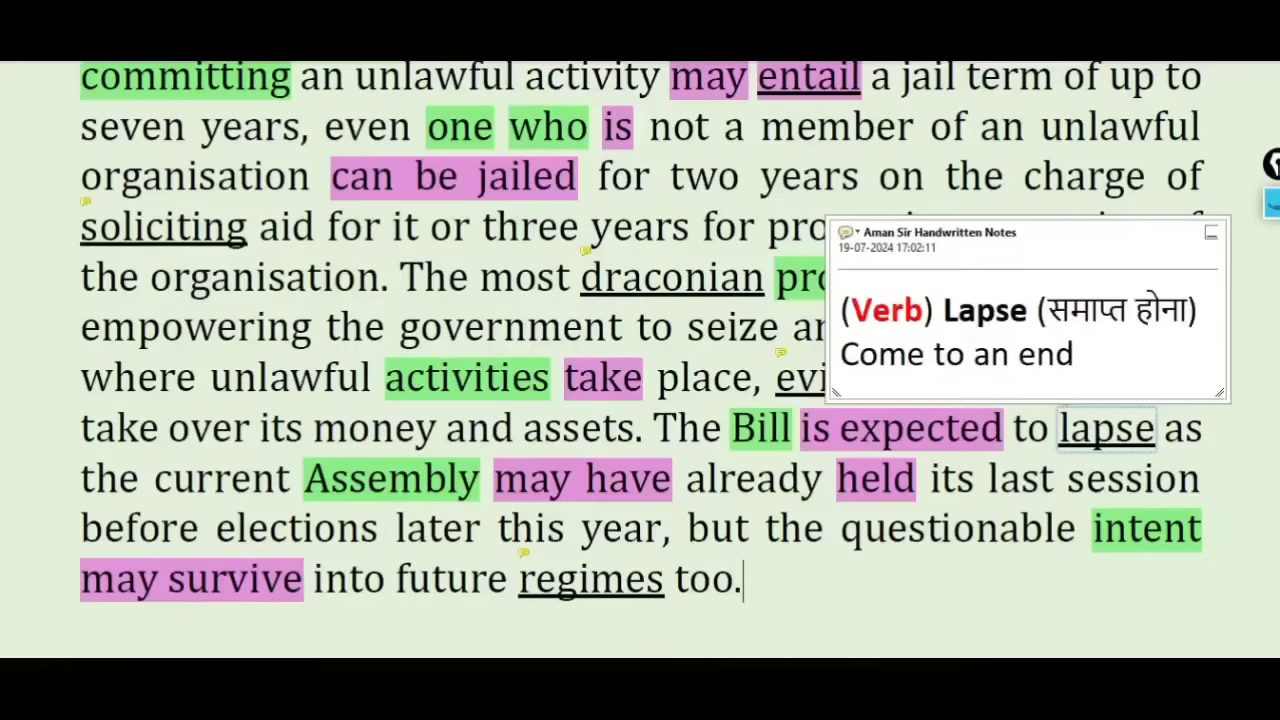 committing an unlawful activity may entail a jail term of up to
seven years, even one who is not a member of an unlawful
organisation can be jailed for two years on the charge of
soliciting aid for it or three years for
the organisation. The most draconian
empowering the government to seize
where unlawful activities take place,
take over its money and assets. The Bill is expected to lapse as
the current Assembly may have already held its last session
before elections later this year, but the questionable intent
may survive into future regimes too.
Aman Sir Handwritten Notes
19-07-2024 17:02:11
(Verb) Lapse (समाप्त होना)
Come to an end